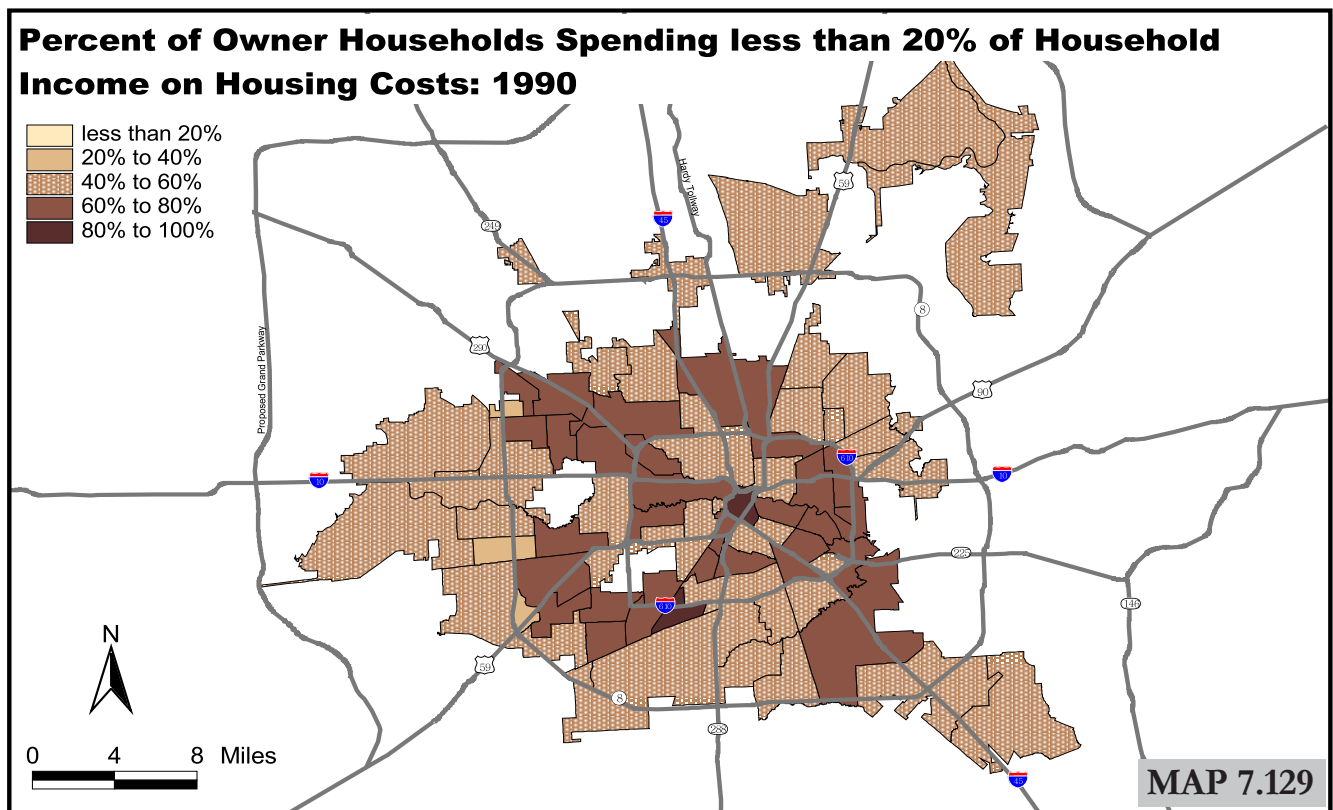 Percent of Owner Households Spending less than 20% of Household
Income on Housing Costs: 1990
less than 20%
20% to 40%
40% to 60%
60% to 80%
80% to 100%
Hardy Tollway
59
45
249
8
290
Proposed Grand Parkway
90
610
10
10
225
146
610
N
59
8
288
0 4 8 Miles
45
MAP 7.129